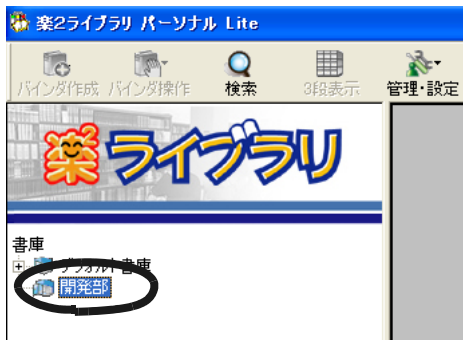 楽2ライブラリ パーソナル Lite
バインダ作成 バインダ操作 検索 3段表示 管理・設定
楽 ライブラリ
書庫
デフォルト書庫
開発部